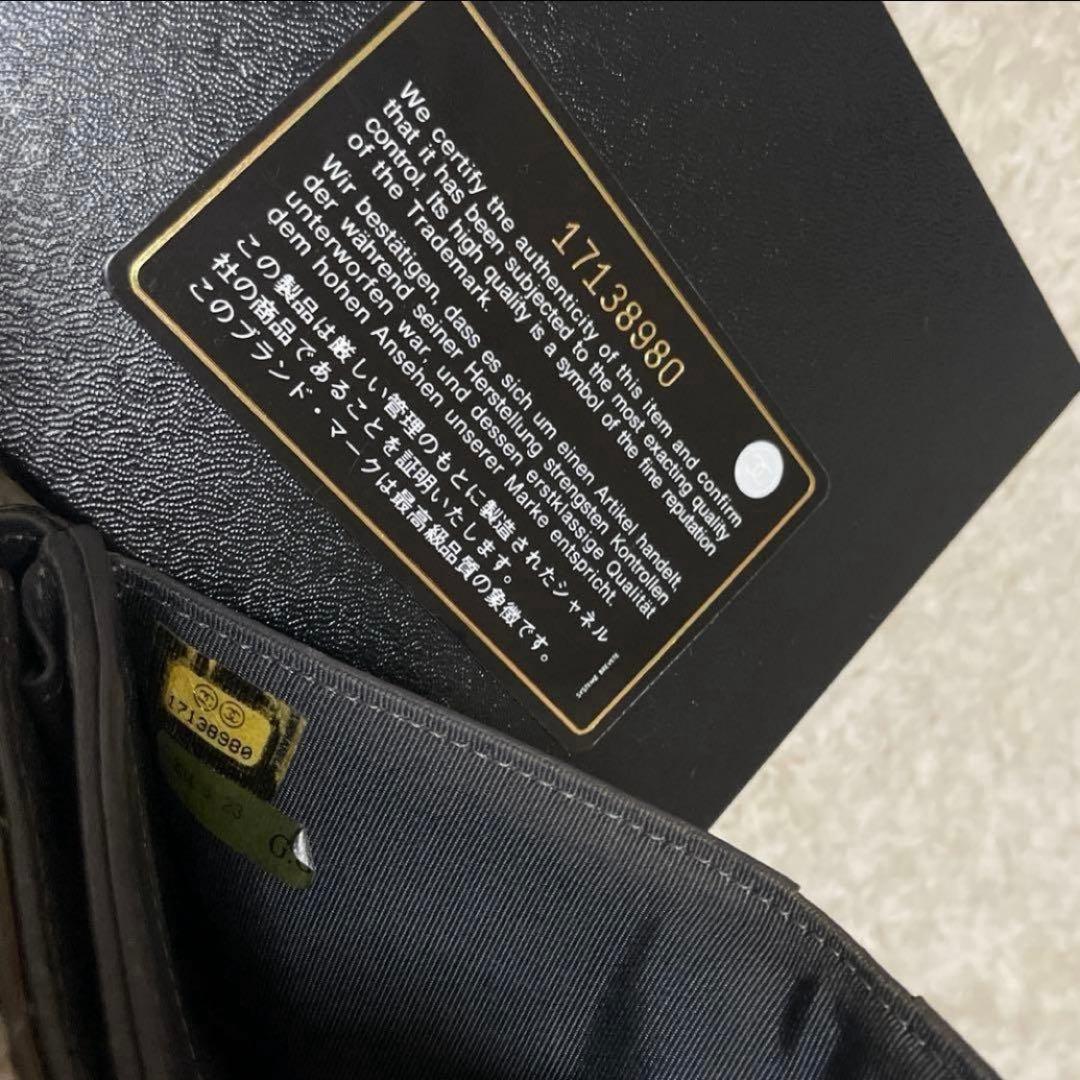 17138980
We certify the authenticity of this item and confirm
that it has been subjected to the most exacting quality
control. Its high quality is a symbol of the fine reputation
of the Trademark.
Wir bestätigen, dass es sich um einen Artikel handelt,
der während seiner Herstellung strengsten Kontrollen
unterworfen war, und dessen erstklassige Qualität
dem hohen Ansehen unserer Marke entspricht.
この製品は厳しい管理のもとに製造されたシャネル
社の商品であることを証明いたします。
このブランド・マークは最高級品質の象徴です。
SYSTEME BREVETE
17138980
23
G.